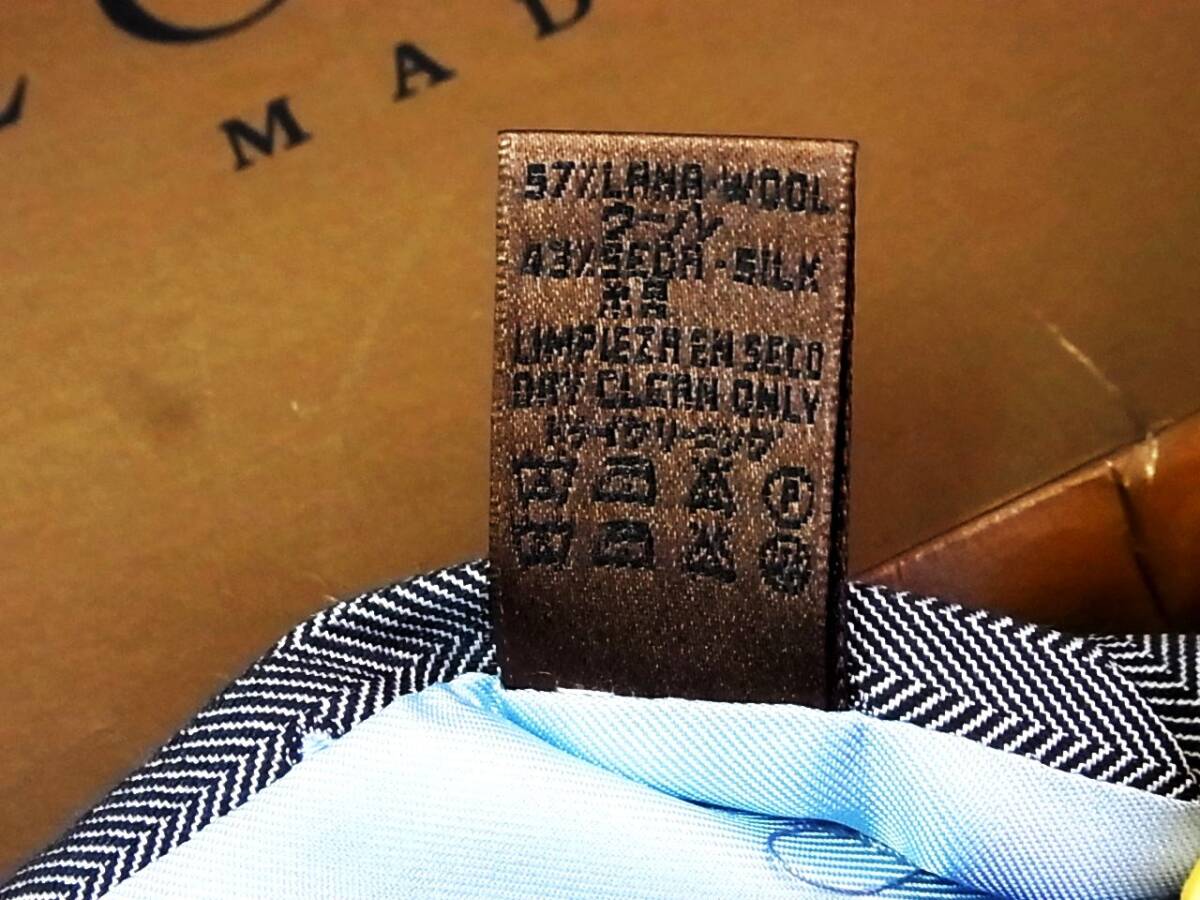 MAD
57% LANA·WOOL
ウール
43% SEDA·SILK
LIMPIEZA EN SECO
DRY CLEAN ONLY
ドライクリーニング
P